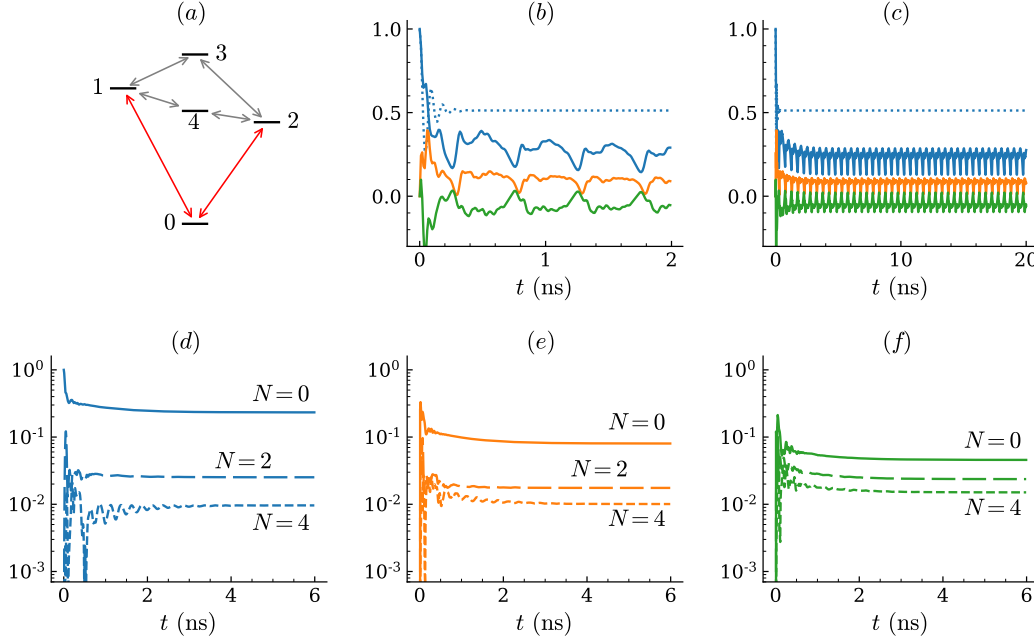 (a)
3
1
4
2
0
(b)
1.0
0.5
0.0
0
1
2
t (ns)
(c)
1.0
0.5
0.0
0
10
20
t (ns)
(d)
10^0
10^-1
10^-2
10^-3
N = 0
N = 2
N = 4
0
2
4
6
t (ns)
(e)
10^0
10^-1
10^-2
10^-3
N = 0
N = 2
N = 4
0
2
4
6
t (ns)
(f)
10^0
10^-1
10^-2
10^-3
N = 0
N = 2
N = 4
0
2
4
6
t (ns)